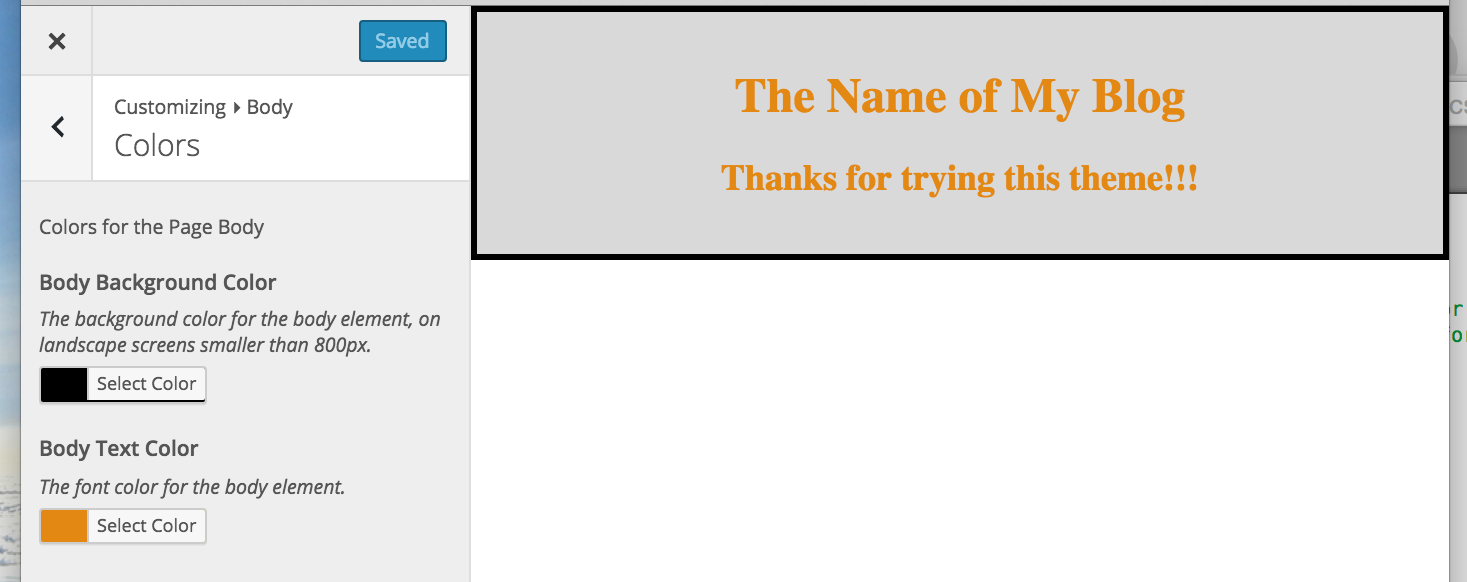 Saved
Customizing Body
Colors
Colors for the Page Body
Body Background Color
The background color for the body element, on
landscape screens smaller than 800px.
Select Color
Body Text Color
The font color for the body element.
Select Color
The Name of My Blog
Thanks for trying this theme!!!